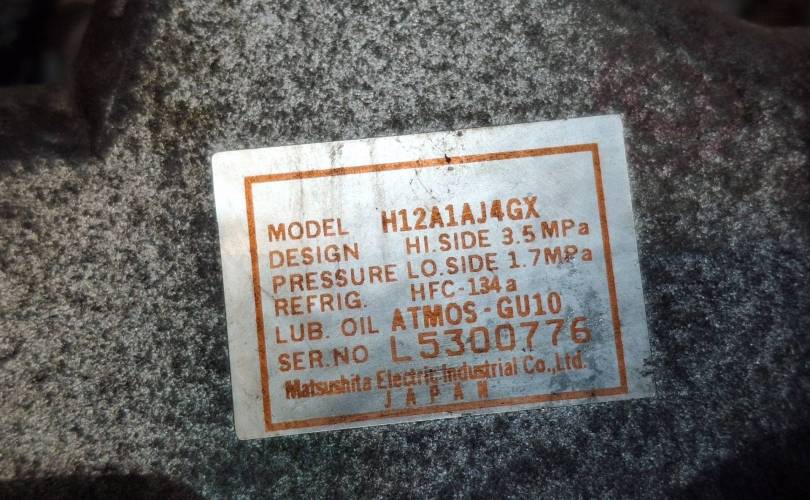 MODEL H12A1AJ4GX
DESIGN HI.SIDE 3.5 MPa
PRESSURE LO.SIDE 1.7MPa
REFRIG. HFC-134a
LUB. OIL ATMOS-GU10
SER.NO L5300776
Matsushita Electric Industrial Co.,Ltd.
JAPAN